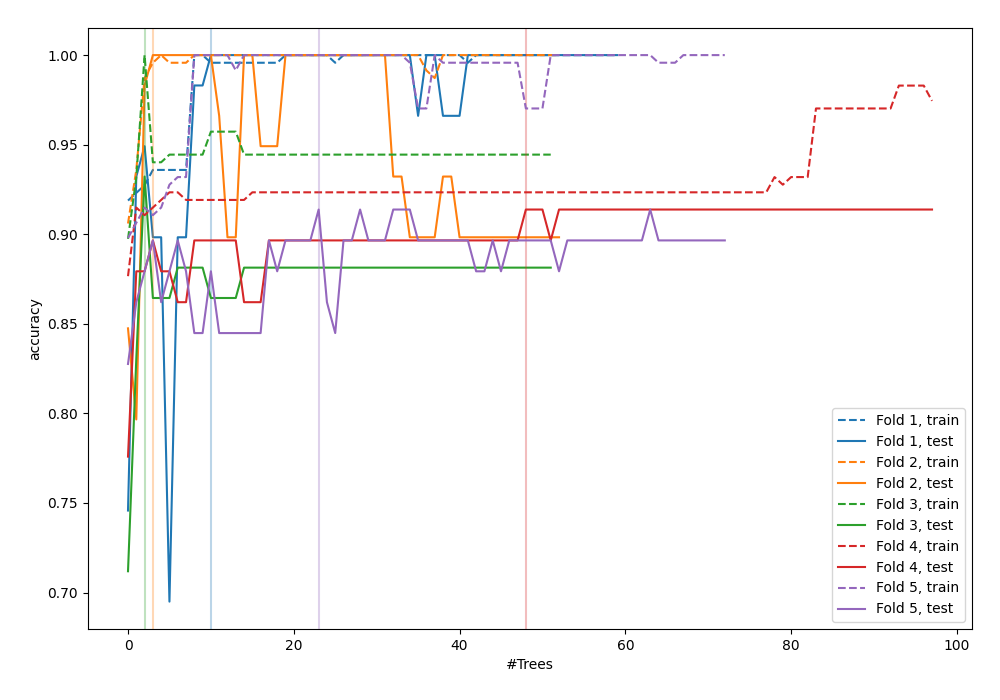 1.00
0.95
0.90
0.85
0.80
0.75
0.70
accuracy
0
20
40
60
80
100
#Trees
Fold 1, train
Fold 1, test
Fold 2, train
Fold 2, test
Fold 3, train
Fold 3, test
Fold 4, train
Fold 4, test
Fold 5, train
Fold 5, test